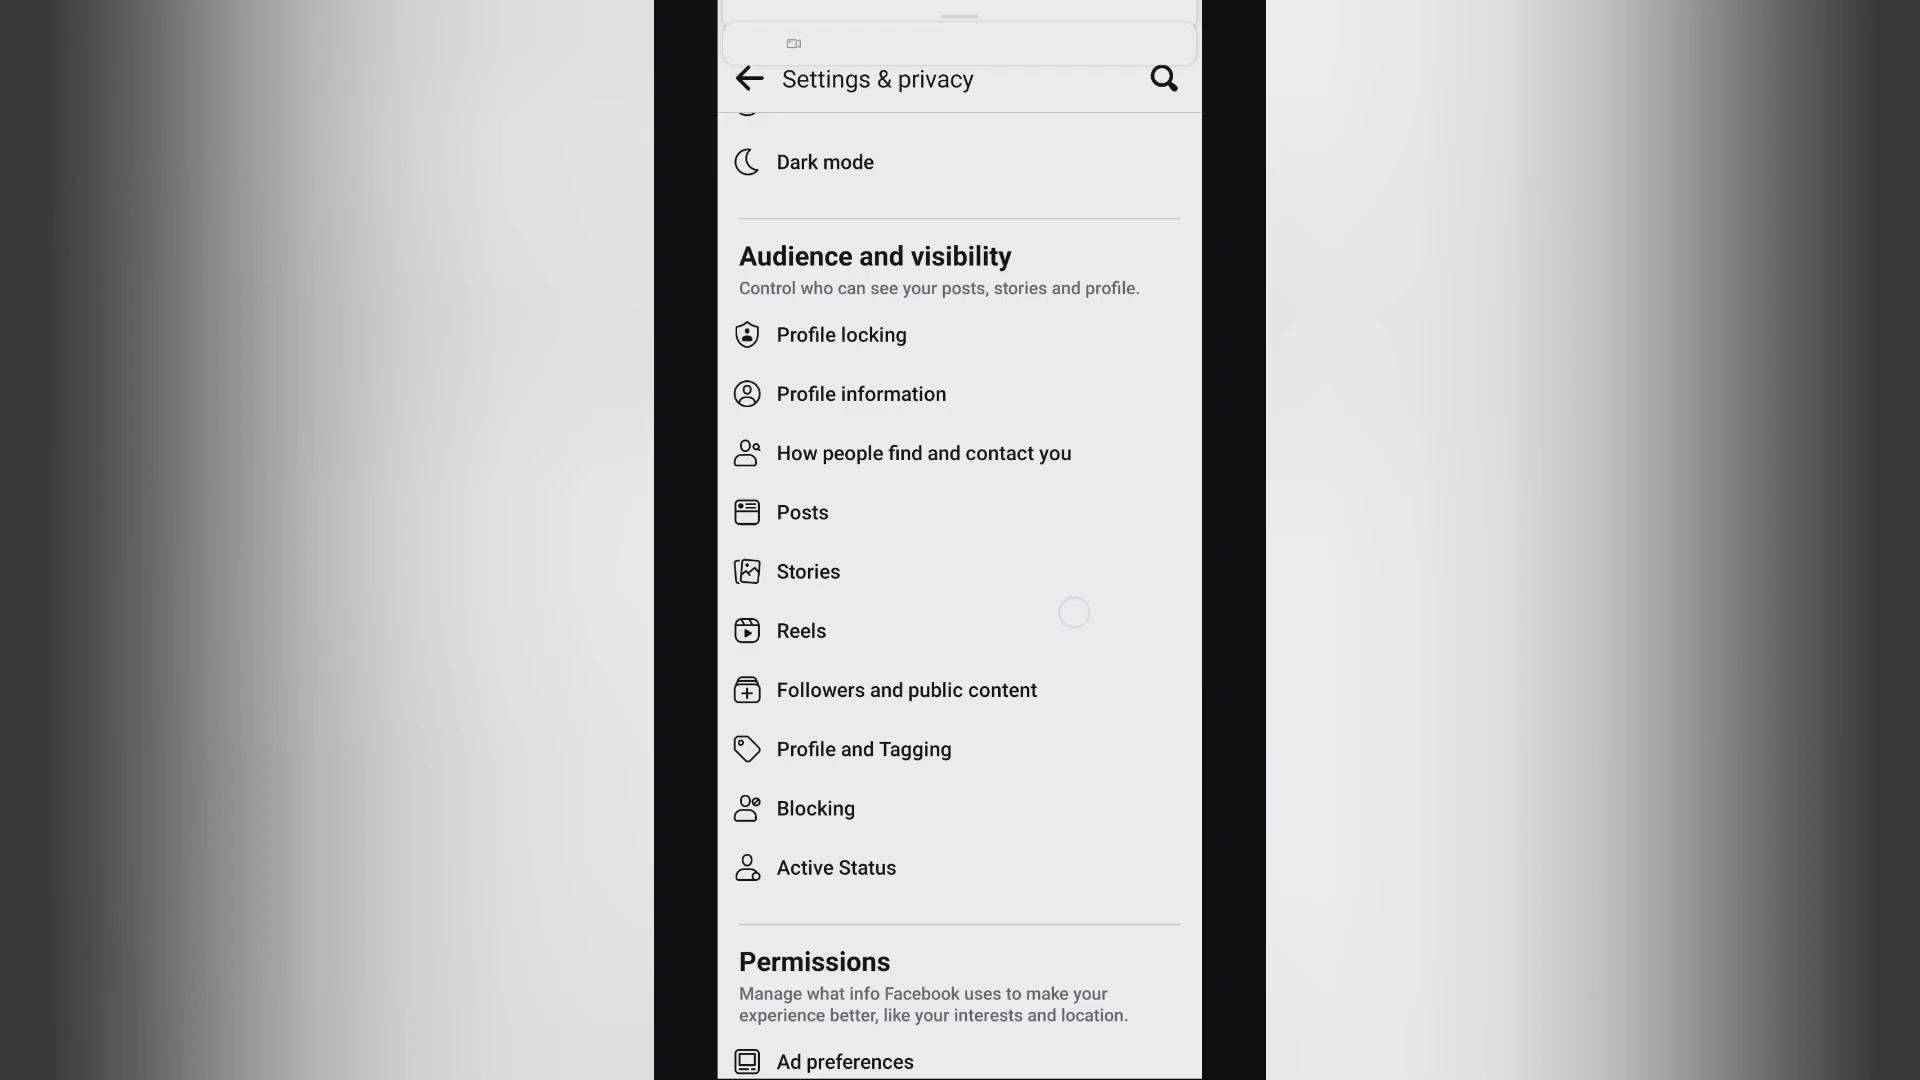 Settings & privacy
Dark mode
Audience and visibility
Control who can see your posts, stories and profile.
Profile locking
Profile information
How people find and contact you
Posts
Stories
Reels
Followers and public content
Profile and Tagging
Blocking
Active Status
Permissions
Manage what info Facebook uses to make your
experience better, like your interests and location.
Ad preferences